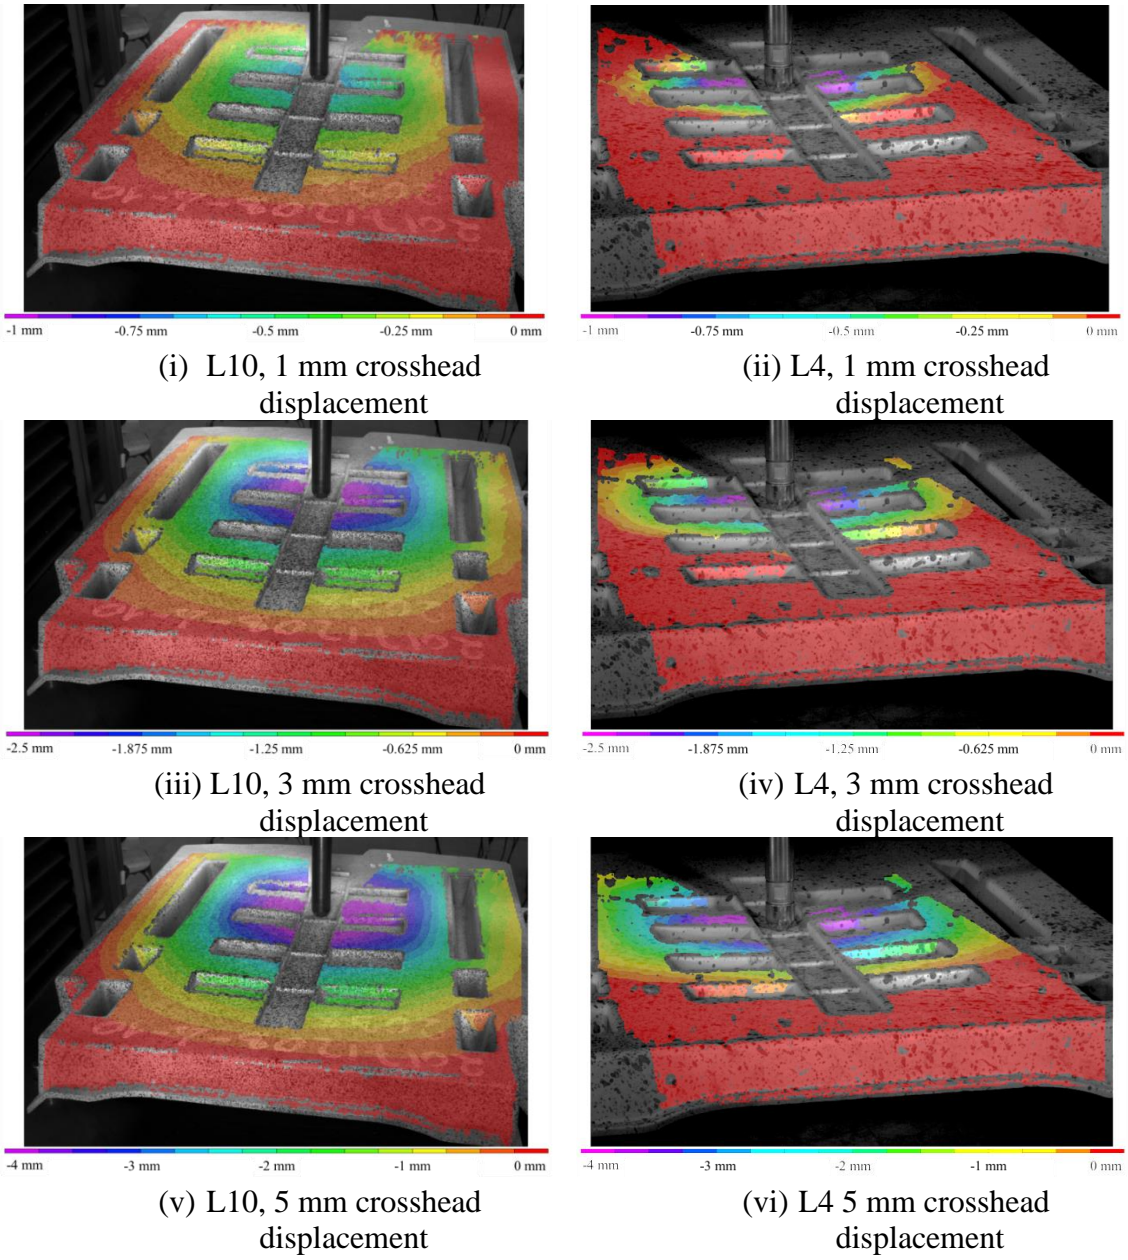 -1 mm -0.75 mm -0.5 mm -0.25 mm 0 mm
-1 mm -0.75 mm -0.5 mm -0.25 mm 0 mm
(i) L10, 1 mm crosshead
displacement
(ii) L4, 1 mm crosshead
displacement
-2.5 mm -1.875 mm -1.25 mm -0.625 mm 0 mm
-2.5 mm -1.875 mm -1.25 mm -0.625 mm 0 mm
(iii) L10, 3 mm crosshead
displacement
(iv) L4, 3 mm crosshead
displacement
-4 mm -3 mm -2 mm -1 mm 0 mm
-4 mm -3 mm -2 mm -1 mm 0 mm
(v) L10, 5 mm crosshead
displacement
(vi) L4 5 mm crosshead
displacement